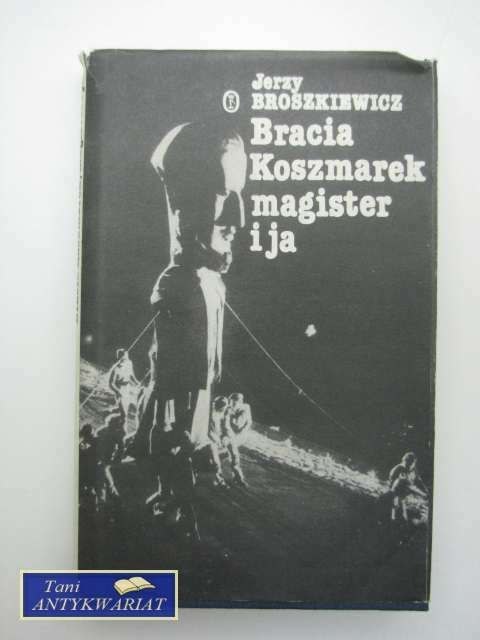 Jerzy
BROSZKIEWICZ
Bracia
Koszmarek
magister
i ja
Tani
ANTYKWARIAT